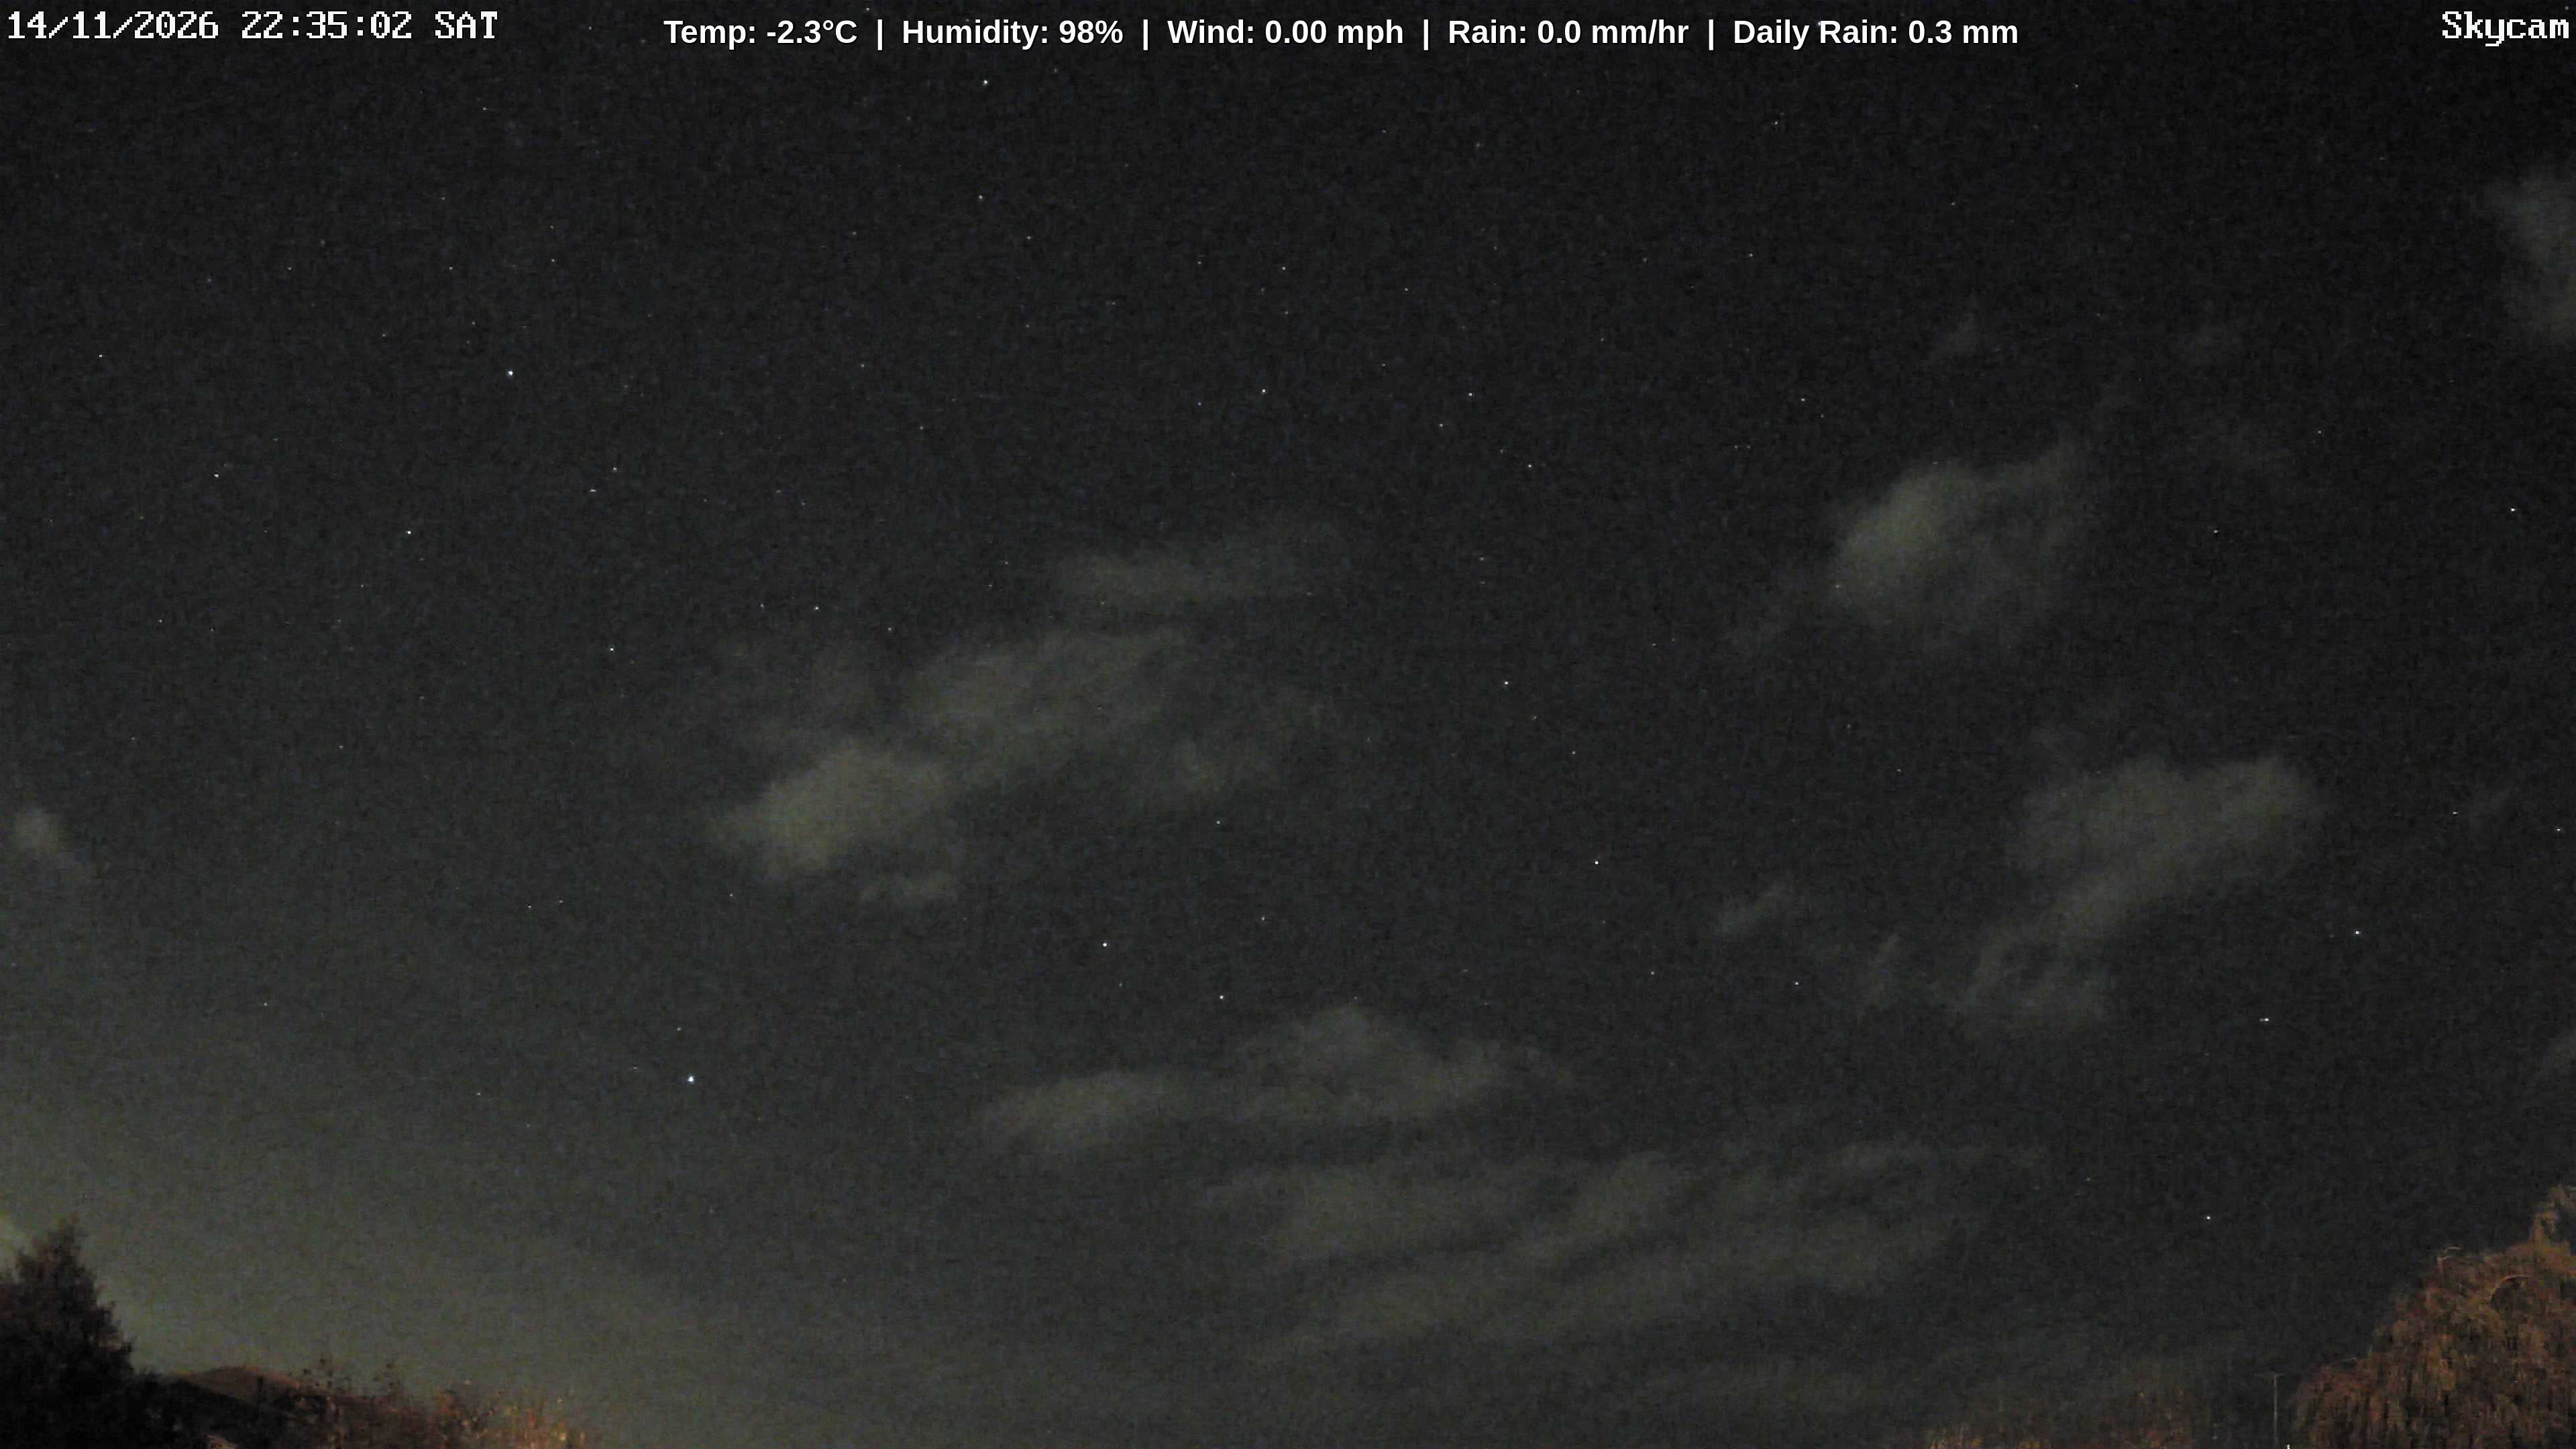 14/11/2026 22:35:02 SAT
Temp: -2.3°C | Humidity: 98% | Wind: 0.00 mph | Rain: 0.0 mm/hr | Daily Rain: 0.3 mm
Skycam